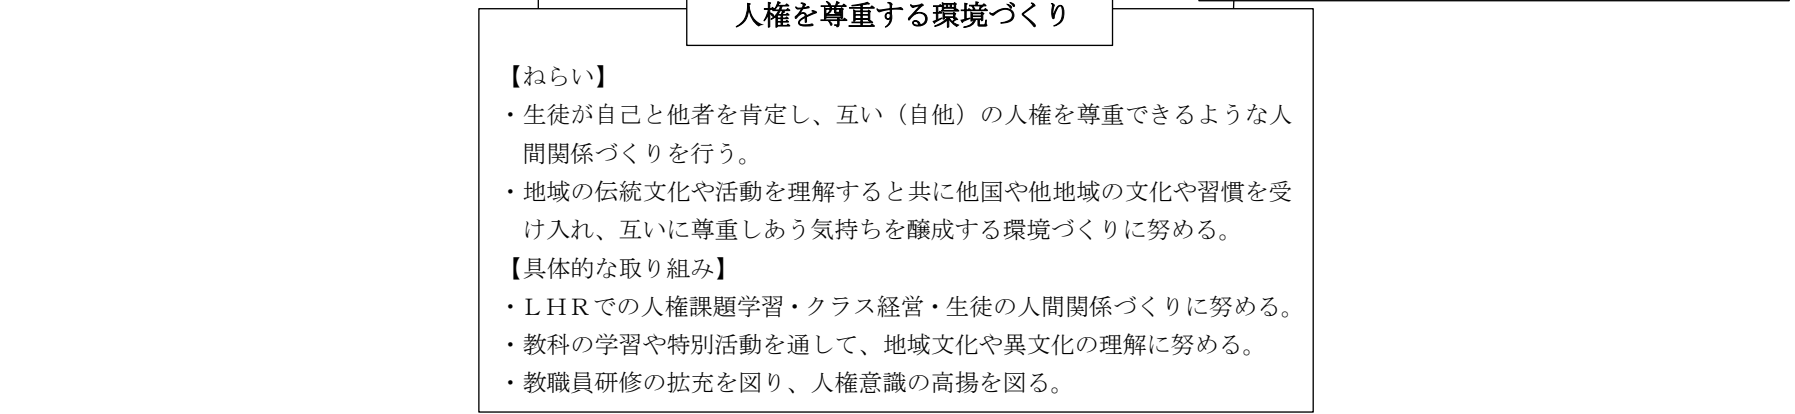 人権を尊重する環境づくり
【ねらい】
・生徒が自己と他者を肯定し、互い（自他）の人権を尊重できるような人
間関係づくりを行う。
・地域の伝統文化や活動を理解すると共に他国や他地域の文化や習慣を受
け入れ、互いに尊重しあう気持ちを醸成する環境づくりに努める。
【具体的な取り組み】
・ＬＨＲでの人権課題学習・クラス経営・生徒の人間関係づくりに努める。
・教科の学習や特別活動を通して、地域文化や異文化の理解に努める。
・教職員研修の拡充を図り、人権意識の高揚を図る。